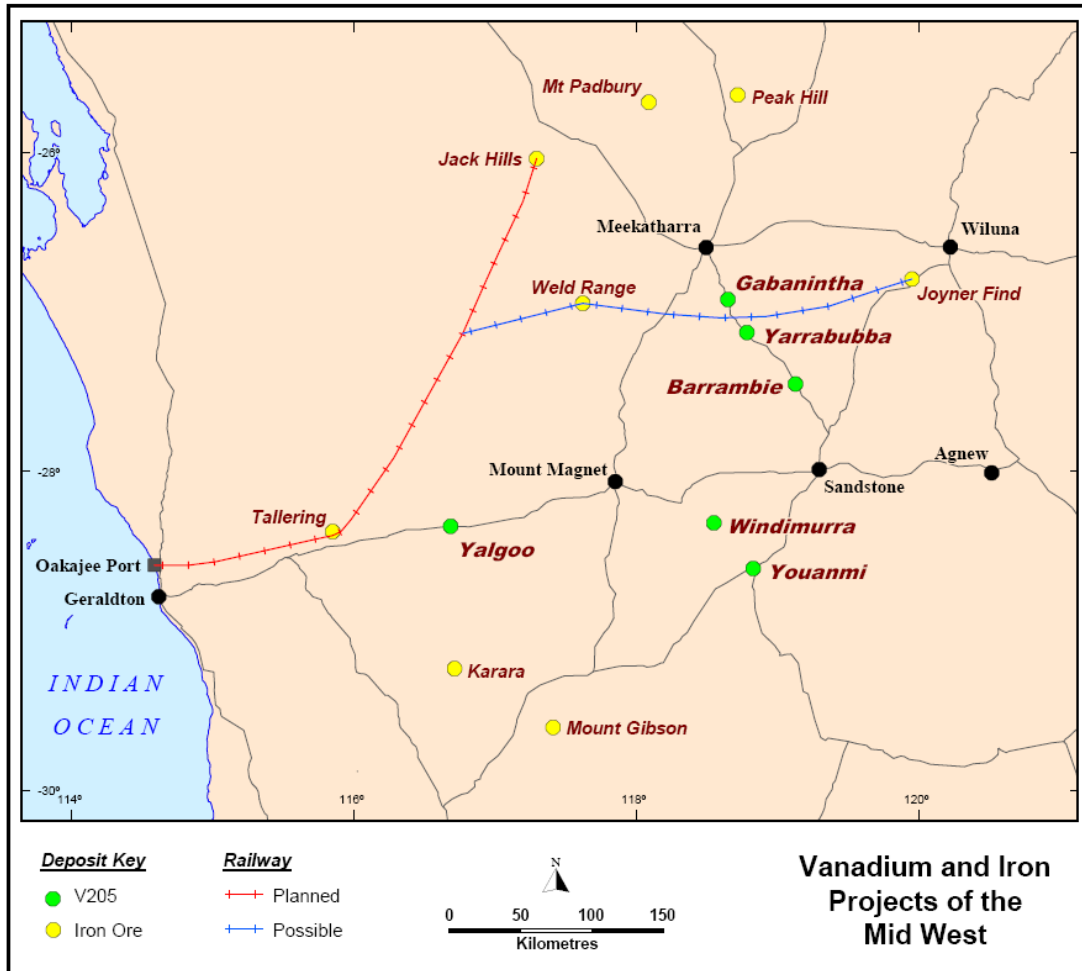 Mt Padbury
Peak Hill
-26°
Jack Hills
Meekatharra
Wiluna
Weld Range
Gabanintha
Joyner Find
Yarrabubba
Barrambie
-28°
Mount Magnet
Agnew
Sandstone
Tallering
Yalgoo
Windimurra
Oakajee Port
Youanmi
Geraldton
INDIAN
OCEAN
Karara
Mount Gibson
-30°
114°
116°
118°
120°
Deposit Key
V205
Iron Ore
Railway
Planned
Possible
N
0 50 100 150
Kilometres
Vanadium and Iron
Projects of the
Mid West